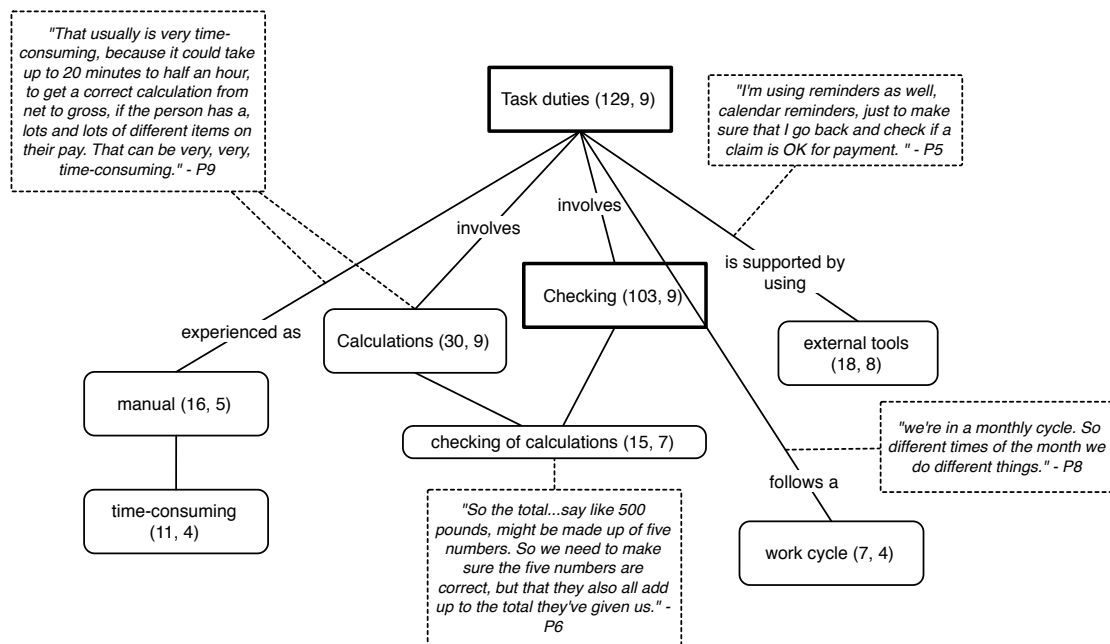 "That usually is very time-
consuming, because it could take
up to 20 minutes to half an hour,
to get a correct calculation from
net to gross, if the person has a,
lots and lots of different items on
their pay. That can be very, very,
time-consuming." - P9
Task duties (129, 9)
"I'm using reminders as well,
calendar reminders, just to make
sure that I go back and check if a
claim is OK for payment. " - P5
involves
involves
is supported by
using
Checking (103, 9)
experienced as
Calculations (30, 9)
external tools
(18, 8)
manual (16, 5)
checking of calculations (15, 7)
"we're in a monthly cycle. So
different times of the month we
do different things." - P8
follows a
time-consuming
(11, 4)
"So the total...say like 500
pounds, might be made up of five
numbers. So we need to make
sure the five numbers are
correct, but that they also all add
up to the total they've given us." -
P6
work cycle (7, 4)